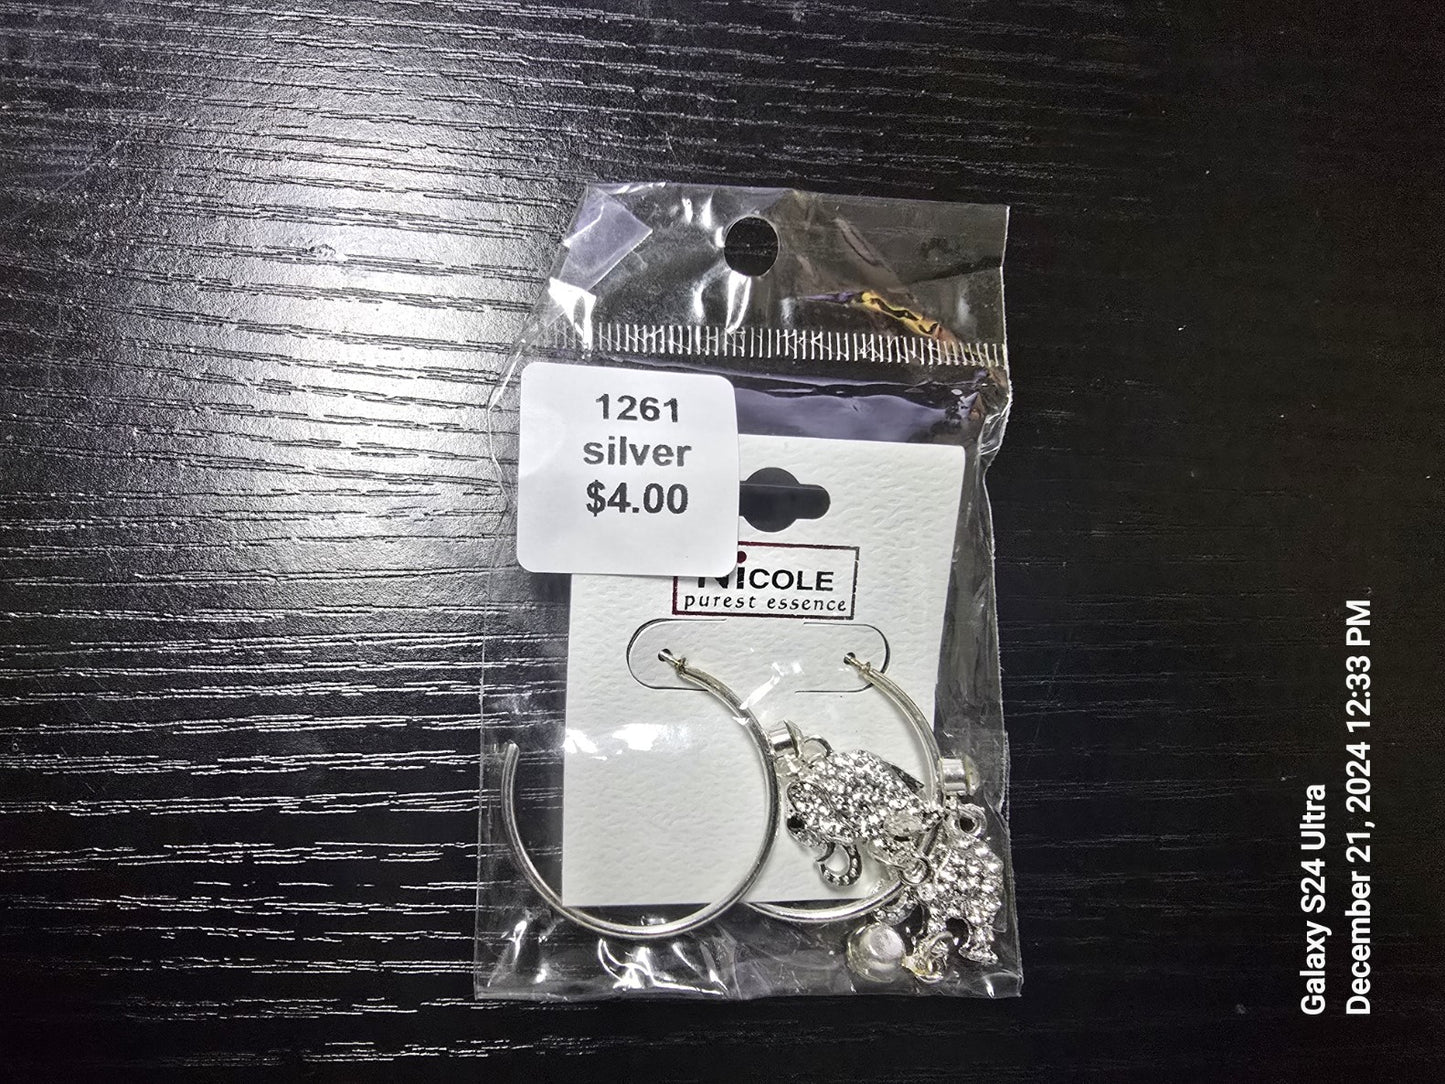 1261
silver
$4.00
NiCOLE
purest essence
Galaxy S24 Ultra
December 21, 2024 12:33 PM